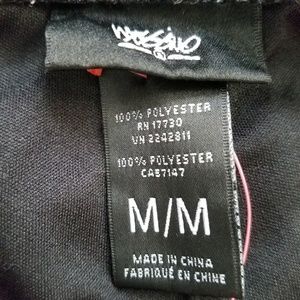 mossimo
100% POLYESTER
RN 17730
VN 2242811
100% POLYESTER
CA57147
M/M
MADE IN CHINA
FABRIQUÉ EN CHINE